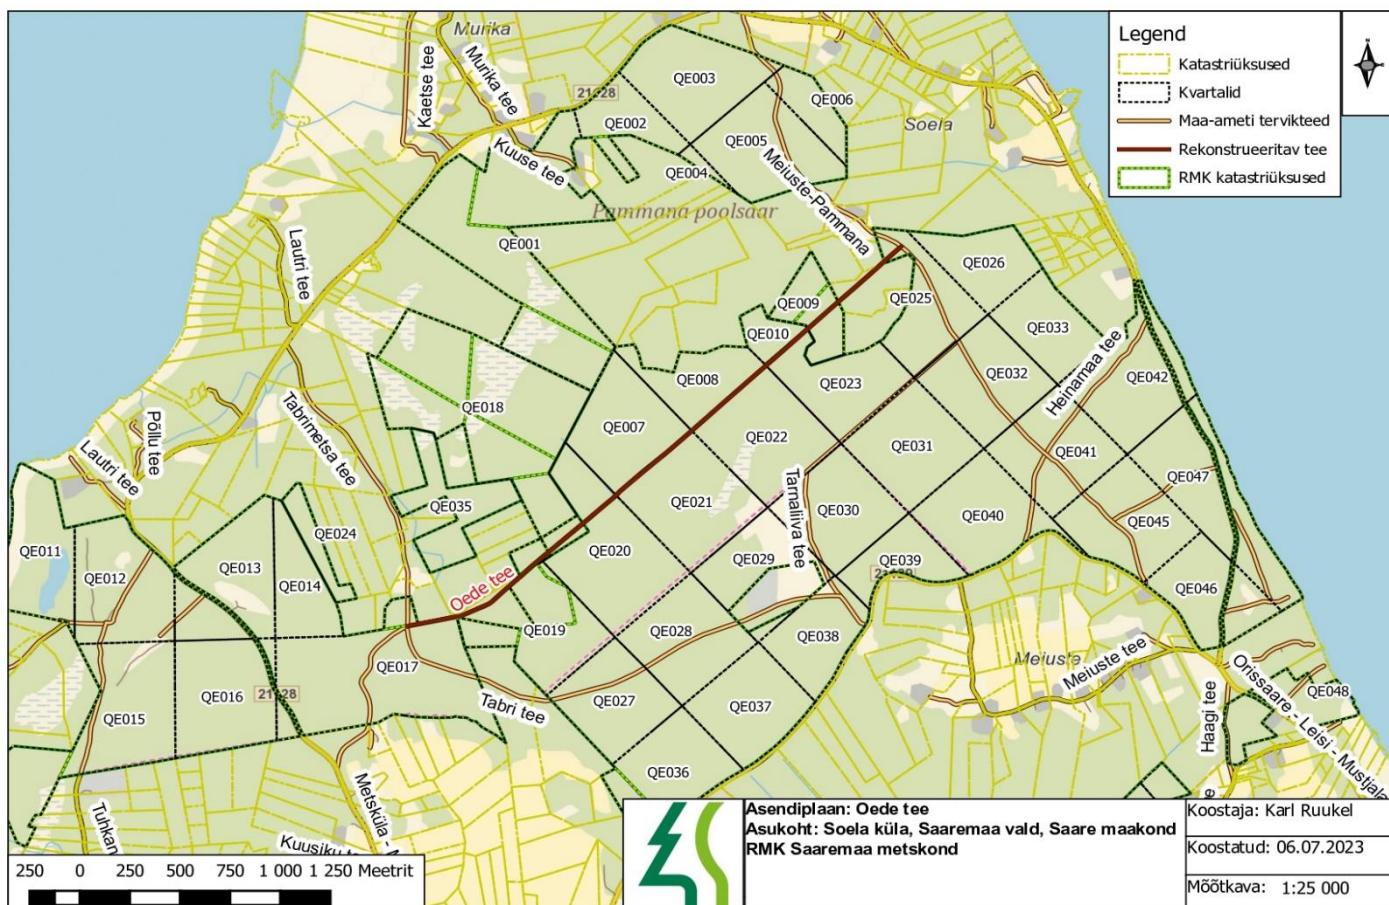 Murika
Kaetse tee
Murika tee
QE003
QE006
QE002
Soela
QE005
Kuuse tee
QE004
Meiuste-Pammana
Pammana poolsaar
QE001
Lautri tee
QE026
QE009
QE025
QE010
QE033
Heinamaa tee
QE008
QE023
QE032
QE042
QE018
Tabrimetsa tee
Põllu tee
QE007
QE022
QE031
QE041
Lautri tee
Tarnaliiva tee
QE047
QE035
QE021
QE030
QE040
QE045
QE024
QE011
QE020
QE029
QE039
QE012
QE013
QE014
QE046
Oede tee
QE019
QE028
QE038
Meiuste
Meiuste tee
QE017
QE016
21128
QE015
Tabri tee
QE027
QE037
Haagi tee
QE048
Orissaare - Leisi - Mustjala
QE036
Tuhkan
Metsküla - M
Kuusiku te
Legend
Katastriüksused
Kvartalid
Maa-ameti tervikteed
Rekonstrueeritav tee
RMK katastriüksused
N
250 0 250 500 750 1 000 1 250 Meetrit
Asendiplaan: Oede tee
Asukoht: Soela küla, Saaremaa vald, Saare maakond
RMK Saaremaa metskond
Koostaja: Karl Ruukel
Koostatud: 06.07.2023
Mõõtkava: 1:25 000